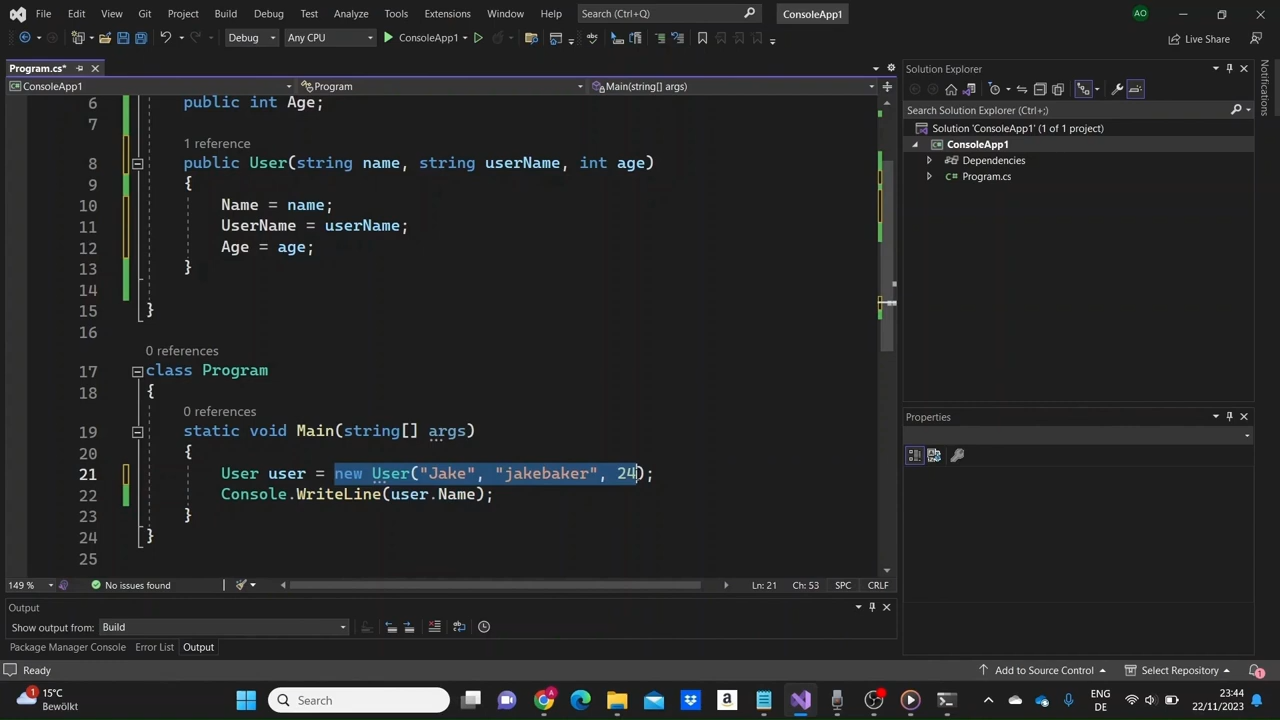 File Edit View Git Project Build Debug Test Analyze Tools Extensions Window Help Search (Ctrl+Q) ConsoleApp1 AO
Debug Any CPU ConsoleApp1 Live Share
Program.cs*
ConsoleApp1 Program Main(string[] args)
6 public int Age;
7
1 reference
8 public User(string name, string userName, int age)
9 {
10 Name = name;
11 UserName = userName;
12 Age = age;
13 }
14
15 }
16
0 references
17 class Program
18 {
0 references
19 static void Main(string[] args)
20 {
21 User user = new User("Jake", "jakebaker", 24);
22 Console.WriteLine(user.Name);
23 }
24 }
25
149 % No issues found Ln: 21 Ch: 53 SPC CRLF
Output
Show output from: Build
Package Manager Console Error List Output
Solution Explorer
Search Solution Explorer (Ctrl+;)
Solution 'ConsoleApp1' (1 of 1 project)
ConsoleApp1
Dependencies
C# Program.cs
Properties
Notifications
Ready Add to Source Control Select Repository 1
1 15°C
Bewölkt
Search
ENG
DE
23:44
22/11/2023